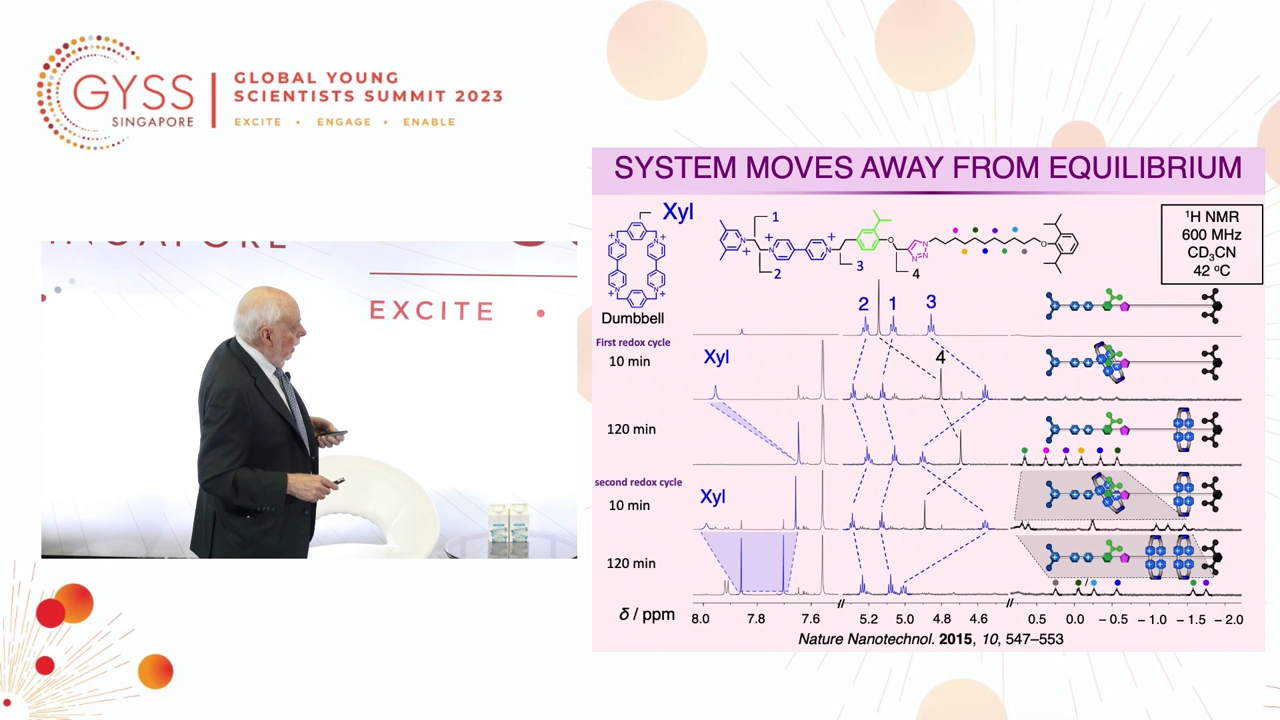 GYSS
SINGAPORE
GLOBAL YOUNG
SCIENTISTS SUMMIT 2023
EXCITE • ENGAGE • ENABLE
SINGAPORE
EXCITE •
SYSTEM MOVES AWAY FROM EQUILIBRIUM
Xyl
1
2
3
4
N
O
N
N=N
O
¹H NMR
600 MHz
CD₃CN
42 ºC
Dumbbell
2 1 3
First redox cycle
10 min
Xyl
4
120 min
second redox cycle
10 min
Xyl
120 min
δ / ppm
8.0 7.8 7.6 5.2 5.0 4.8 4.6 0.5 0.0 – 0.5 – 1.0 – 1.5 – 2.0
Nature Nanotechnol. 2015, 10, 547–553